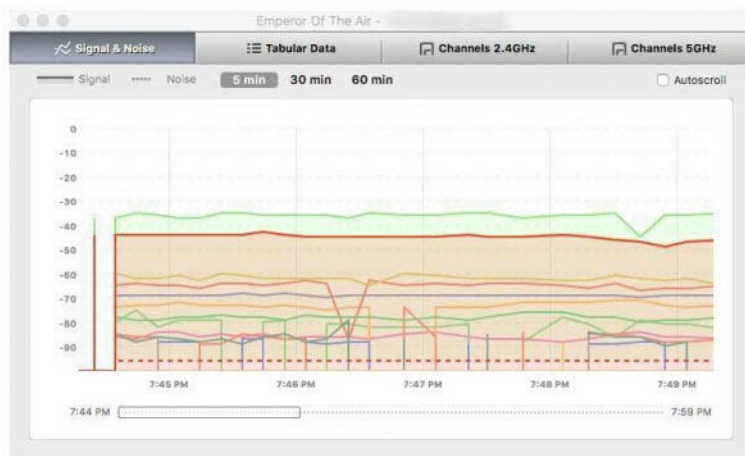 Emperor Of The Air -
Signal & Noise Tabular Data Channels 2.4GHz Channels 5GHz
Signal Noise 5 min 30 min 60 min Autoscroll
0
-10
-20
-30
-40
-50
-60
-70
-80
-90
7:45 PM 7:46 PM 7:47 PM 7:48 PM 7:49 PM
7:44 PM 7:59 PM